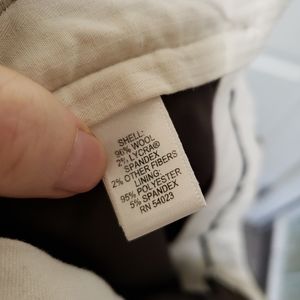 SHELL:
96% WOOL
2% LYCRA®
SPANDEX
2% OTHER FIBERS
LINING:
95% POLYESTER
5% SPANDEX
RN 54023